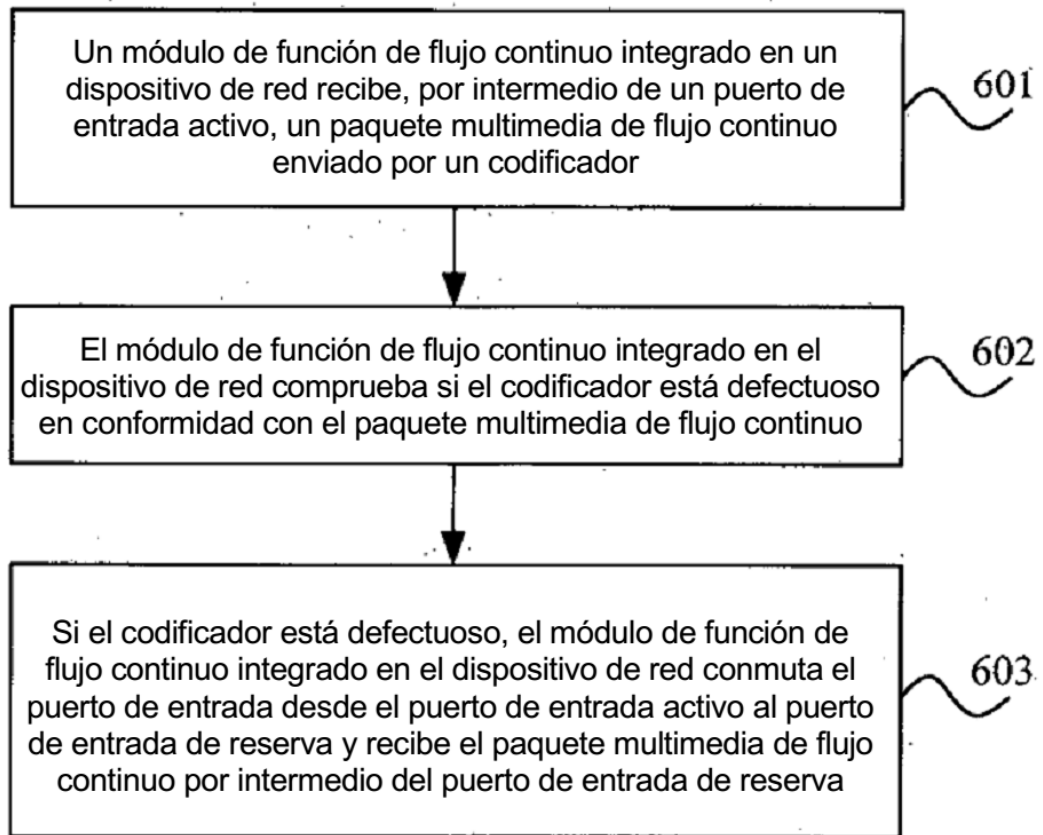 Un módulo de función de flujo continuo integrado en un
dispositivo de red recibe, por intermedio de un puerto de
entrada activo, un paquete multimedia de flujo continuo
enviado por un codificador
601
El módulo de función de flujo continuo integrado en el
dispositivo de red comprueba si el codificador está defectuoso
en conformidad con el paquete multimedia de flujo continuo
602
Si el codificador está defectuoso, el módulo de función de
flujo continuo integrado en el dispositivo de red conmuta el
puerto de entrada desde el puerto de entrada activo al puerto
de entrada de reserva y recibe el paquete multimedia de flujo
continuo por intermedio del puerto de entrada de reserva
603